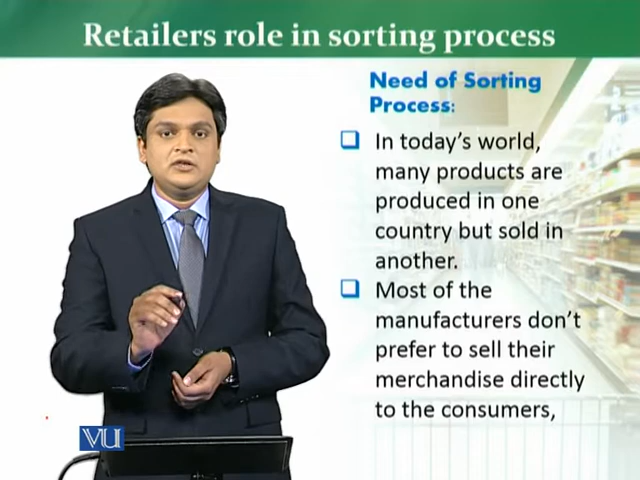 Retailers role in sorting process
Need of Sorting
Process:
In today's world,
many products are
produced in one
country but sold in
another.
Most of the
manufacturers don't
prefer to sell their
merchandise directly
to the consumers,
VU